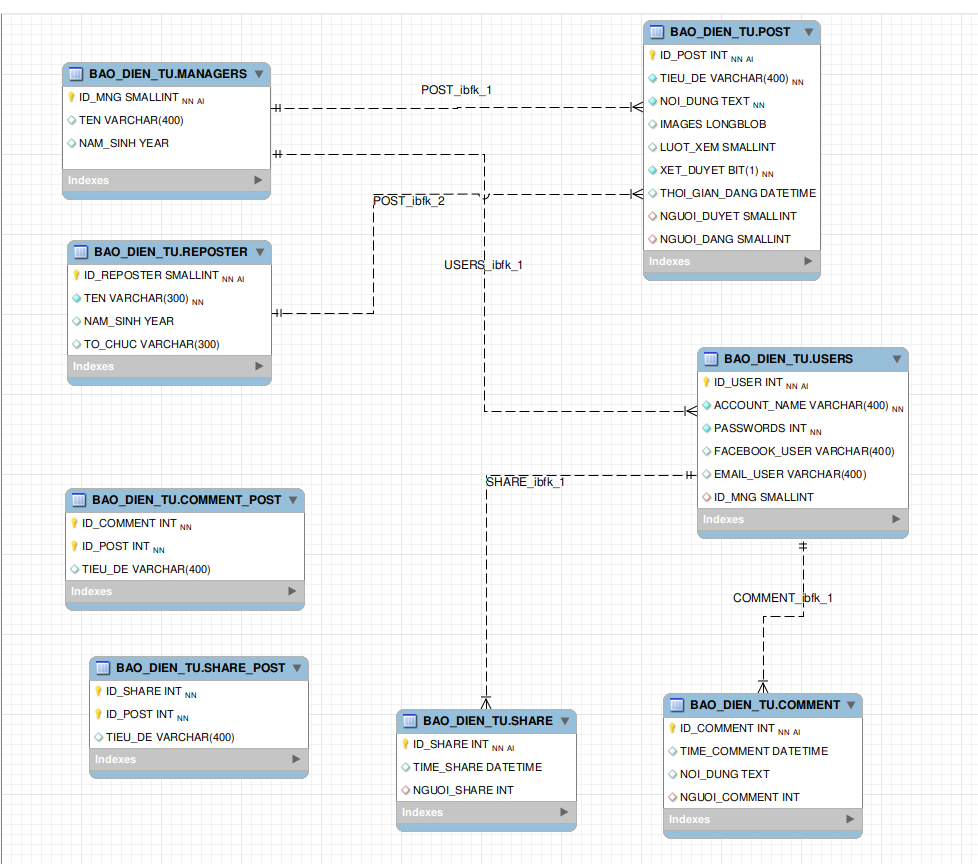 BAO_DIEN_TU.MANAGERS
ID_MNG SMALLINT NN AI
TEN VARCHAR(400)
NAM_SINH YEAR
Indexes
POST_ibfk_1
BAO_DIEN_TU.POST
ID_POST INT NN AI
TIEU_DE VARCHAR(400) NN
NOI_DUNG TEXT NN
IMAGES LONGBLOB
LUOT_XEM SMALLINT
XET_DUYET BIT(1) NN
THOI_GIAN_DANG DATETIME
NGUOI_DUYET SMALLINT
NGUOI_DANG SMALLINT
Indexes
POST_ibfk_2
BAO_DIEN_TU.REPOSTER
ID_REPOSTER SMALLINT NN AI
TEN VARCHAR(300) NN
NAM_SINH YEAR
TO_CHUC VARCHAR(300)
Indexes
USERS_ibfk_1
BAO_DIEN_TU.USERS
ID_USER INT NN AI
ACCOUNT_NAME VARCHAR(400) NN
PASSWORDS INT NN
FACEBOOK_USER VARCHAR(400)
EMAIL_USER VARCHAR(400)
ID_MNG SMALLINT
Indexes
SHARE_ibfk_1
BAO_DIEN_TU.COMMENT_POST
ID_COMMENT INT NN
ID_POST INT NN
TIEU_DE VARCHAR(400)
Indexes
COMMENT_ibfk_1
BAO_DIEN_TU.SHARE_POST
ID_SHARE INT NN
ID_POST INT NN
TIEU_DE VARCHAR(400)
Indexes
BAO_DIEN_TU.SHARE
ID_SHARE INT NN AI
TIME_SHARE DATETIME
NGUOI_SHARE INT
Indexes
BAO_DIEN_TU.COMMENT
ID_COMMENT INT NN AI
TIME_COMMENT DATETIME
NOI_DUNG TEXT
NGUOI_COMMENT INT
Indexes